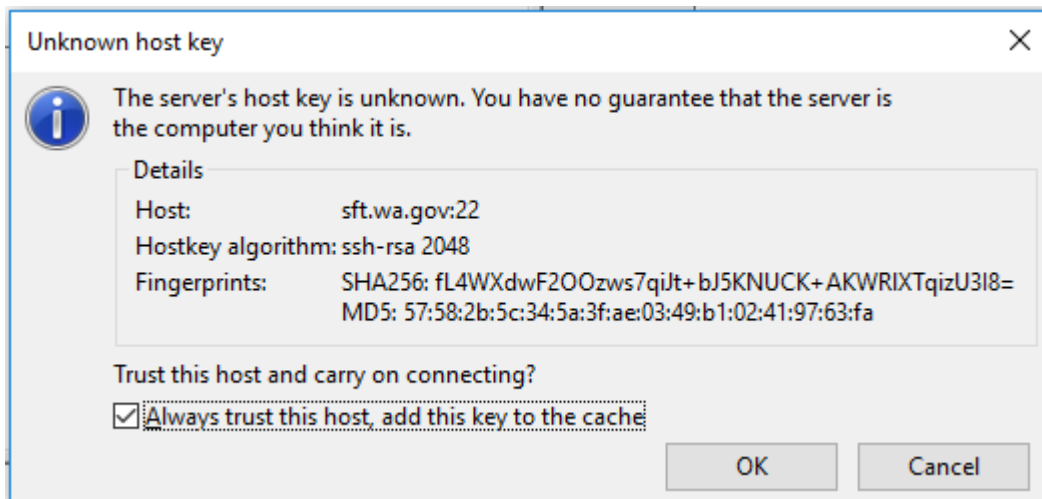 Unknown host key
The server's host key is unknown. You have no guarantee that the server is
the computer you think it is.
Details
Host: sft.wa.gov:22
Hostkey algorithm: ssh-rsa 2048
Fingerprints: SHA256: fL4WXdwF2OOzws7qiJt+bJ5KNUCK+AKWRIXTqizU3I8=
MD5: 57:58:2b:5c:34:5a:3f:ae:03:49:b1:02:41:97:63:fa
Trust this host and carry on connecting?
Always trust this host, add this key to the cache
OK Cancel